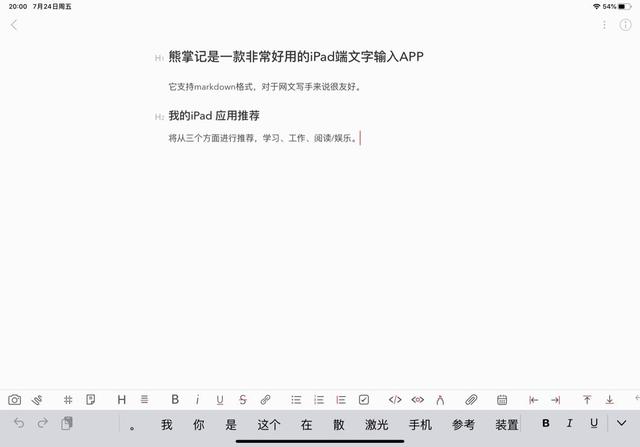 20:00 7月24日周五
54%
H1 熊掌记是一款非常好用的iPad端文字输入APP
它支持markdown格式，对于网文写手来说很友好。
H2 我的iPad 应用推荐
将从三个方面进行推荐，学习、工作、阅读/娱乐。
H B i U S
。 我 你 是 这个 在 散 激光 手机 参考 装置 B I U